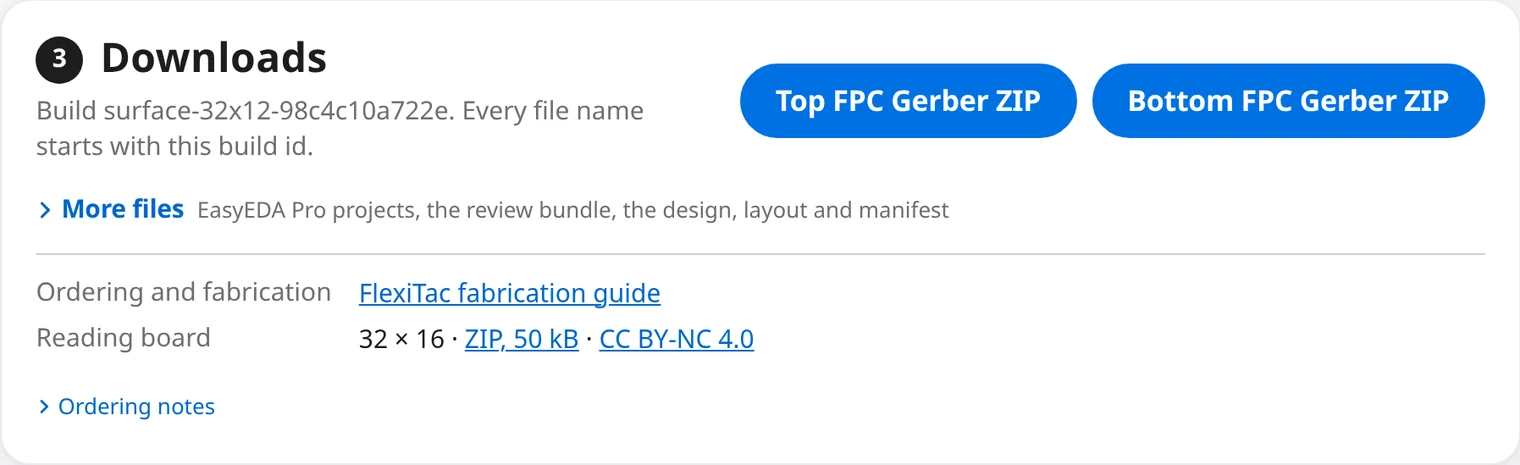 3 Downloads
Build surface-32x12-98c4c10a722e. Every file name
starts with this build id.
Top FPC Gerber ZIP
Bottom FPC Gerber ZIP
More files EasyEDA Pro projects, the review bundle, the design, layout and manifest
Ordering and fabrication FlexiTac fabrication guide
Reading board 32 × 16 · ZIP, 50 kB · CC BY-NC 4.0
Ordering notes